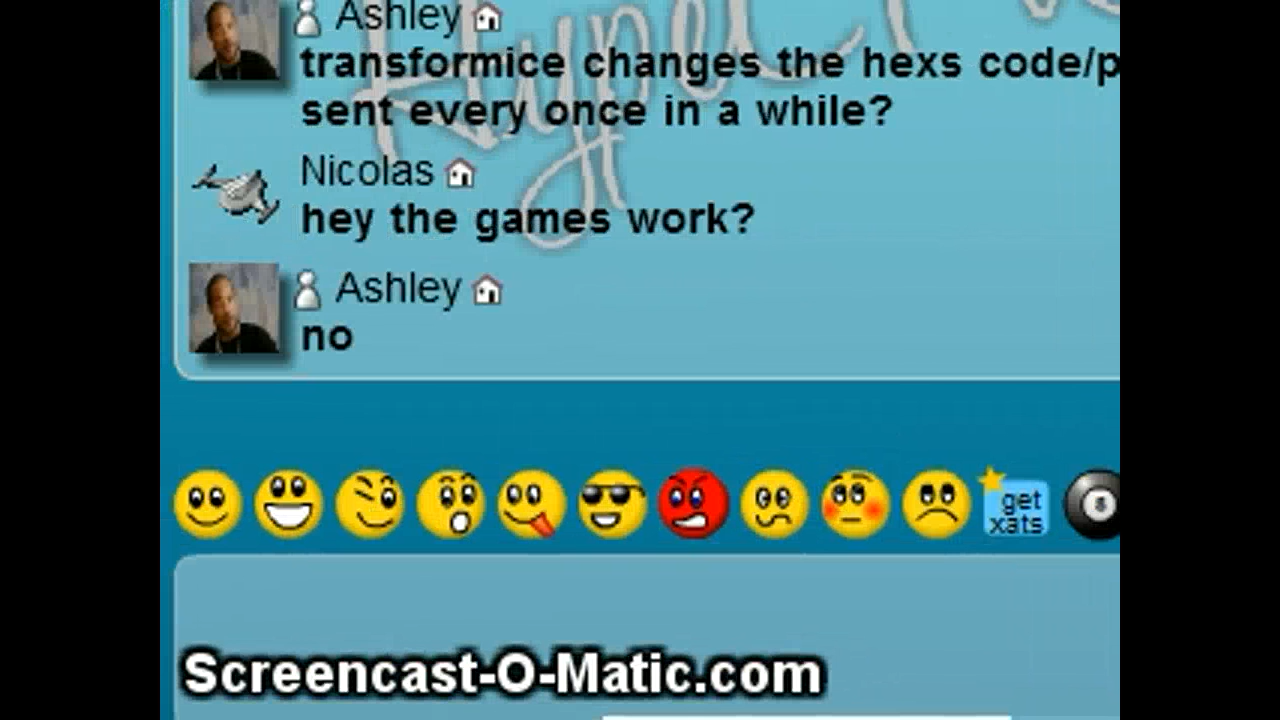 Ashley
transformice changes the hexs code/p
sent every once in a while?
Nicolas
hey the games work?
Ashley
no
get
xats
8
Screencast-O-Matic.com